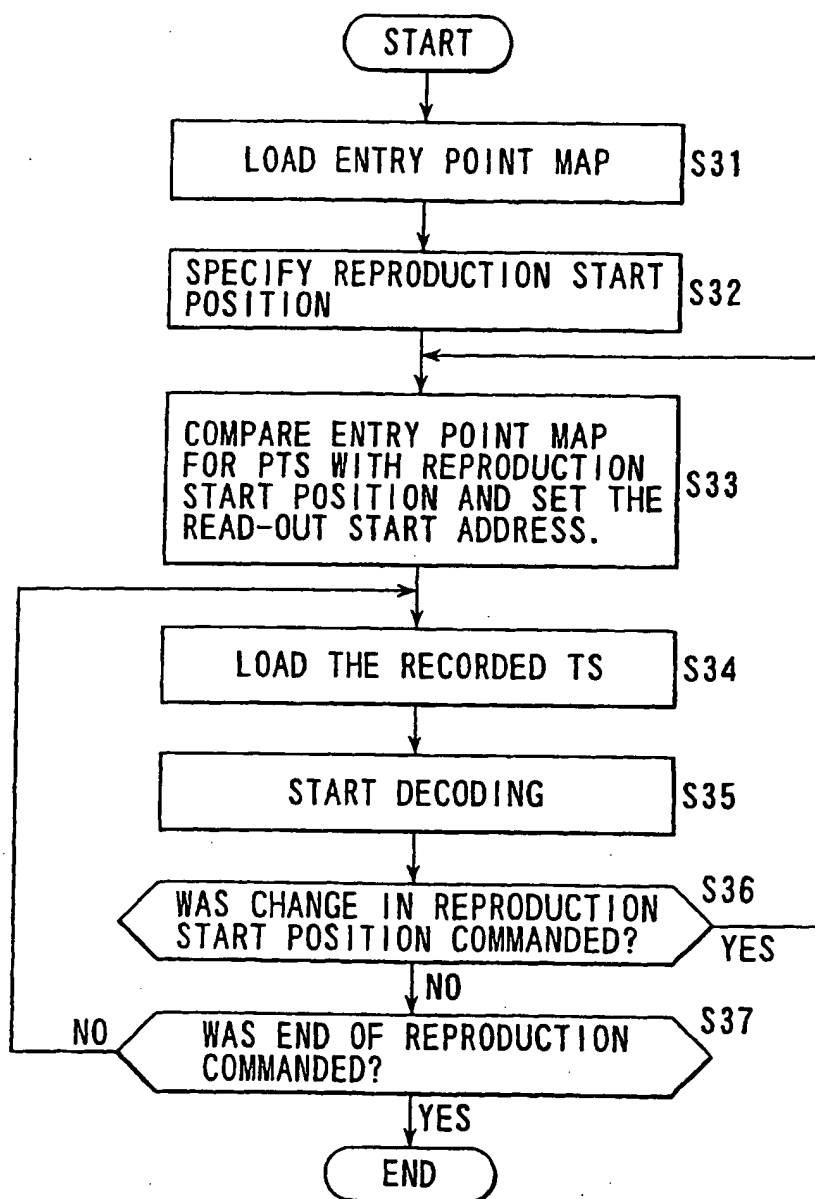 START
LOAD ENTRY POINT MAP
S31
SPECIFY REPRODUCTION START
POSITION
S32
COMPARE ENTRY POINT MAP
FOR PTS WITH REPRODUCTION
START POSITION AND SET THE
READ-OUT START ADDRESS.
S33
LOAD THE RECORDED TS
S34
START DECODING
S35
WAS CHANGE IN REPRODUCTION
START POSITION COMMANDED?
S36
YES
NO
WAS END OF REPRODUCTION
COMMANDED?
S37
NO
YES
END